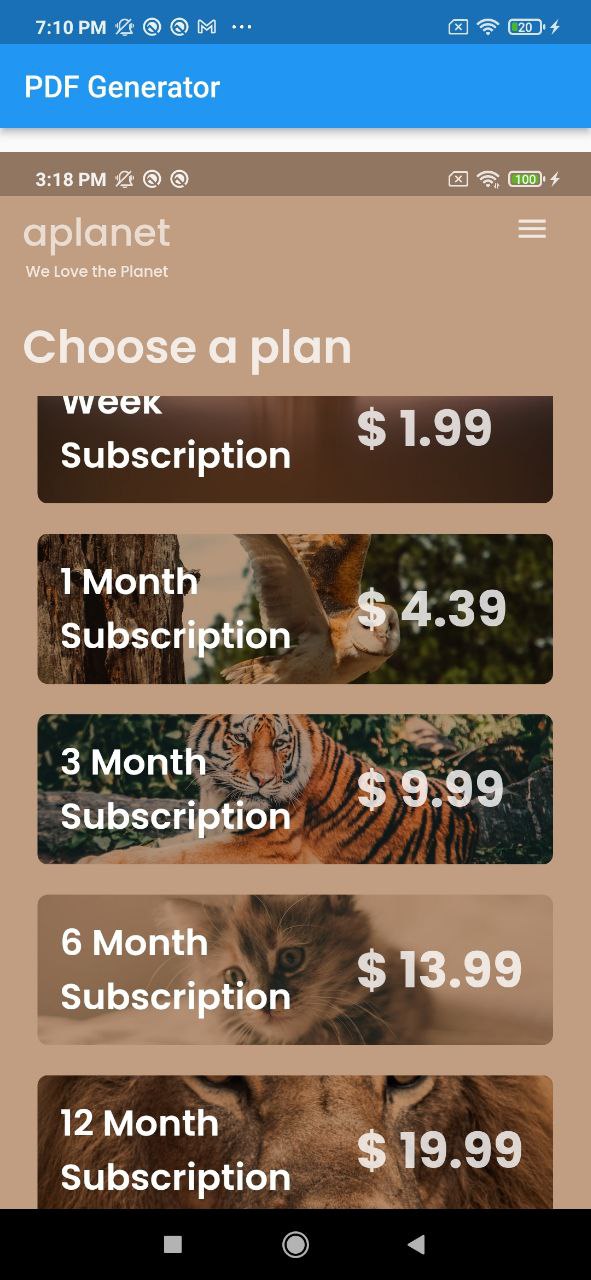 7:10 PM
20
PDF Generator
3:18 PM
100
aplanet
We Love the Planet
Choose a plan
Week
Subscription
$ 1.99
1 Month
Subscription
$ 4.39
3 Month
Subscription
$ 9.99
6 Month
Subscription
$ 13.99
12 Month
Subscription
$ 19.99